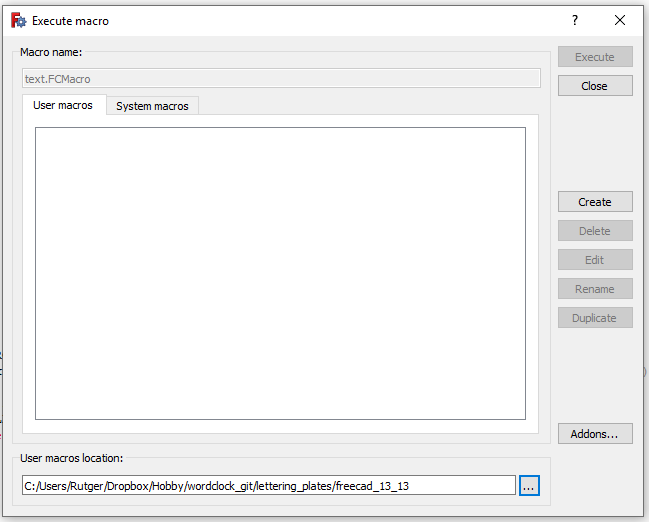 Execute macro
?
Macro name:
Execute
text.FCMacro
Close
User macros
System macros
Create
Delete
Edit
Rename
Duplicate
Addons...
User macros location:
C:/Users/Rutger/Dropbox/Hobby/wordclock_git/lettering_plates/freecad_13_13
...